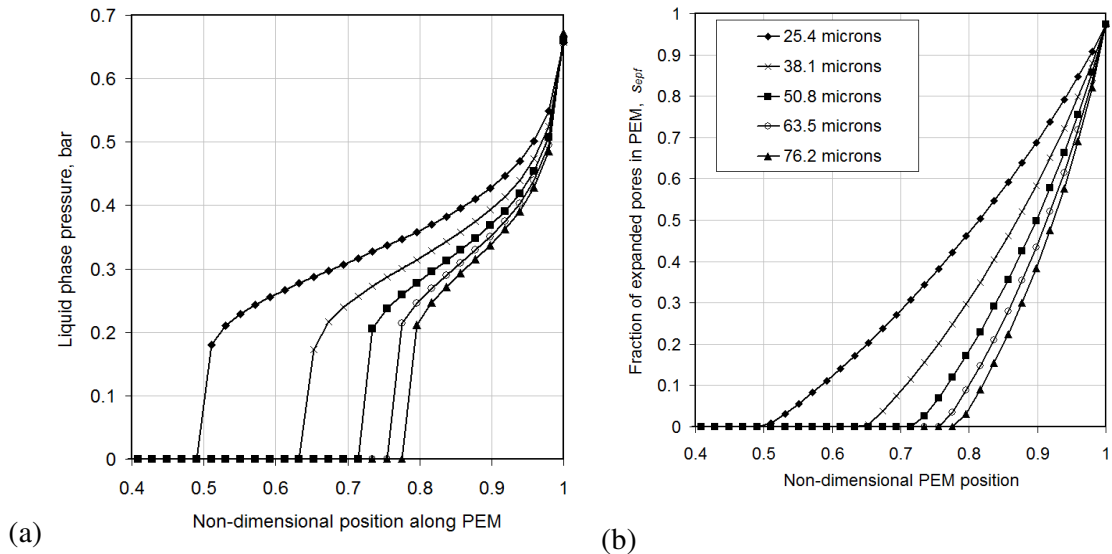 0.7
0.6
0.5
0.4
0.3
0.2
0.1
0
Liquid phase pressure, bar
0.4 0.5 0.6 0.7 0.8 0.9 1
Non-dimensional position along PEM
(a)
1
0.9
0.8
0.7
0.6
0.5
0.4
0.3
0.2
0.1
0
Fraction of expanded pores in PEM, s_epf
25.4 microns
38.1 microns
50.8 microns
63.5 microns
76.2 microns
0.4 0.5 0.6 0.7 0.8 0.9 1
Non-dimensional PEM position
(b)